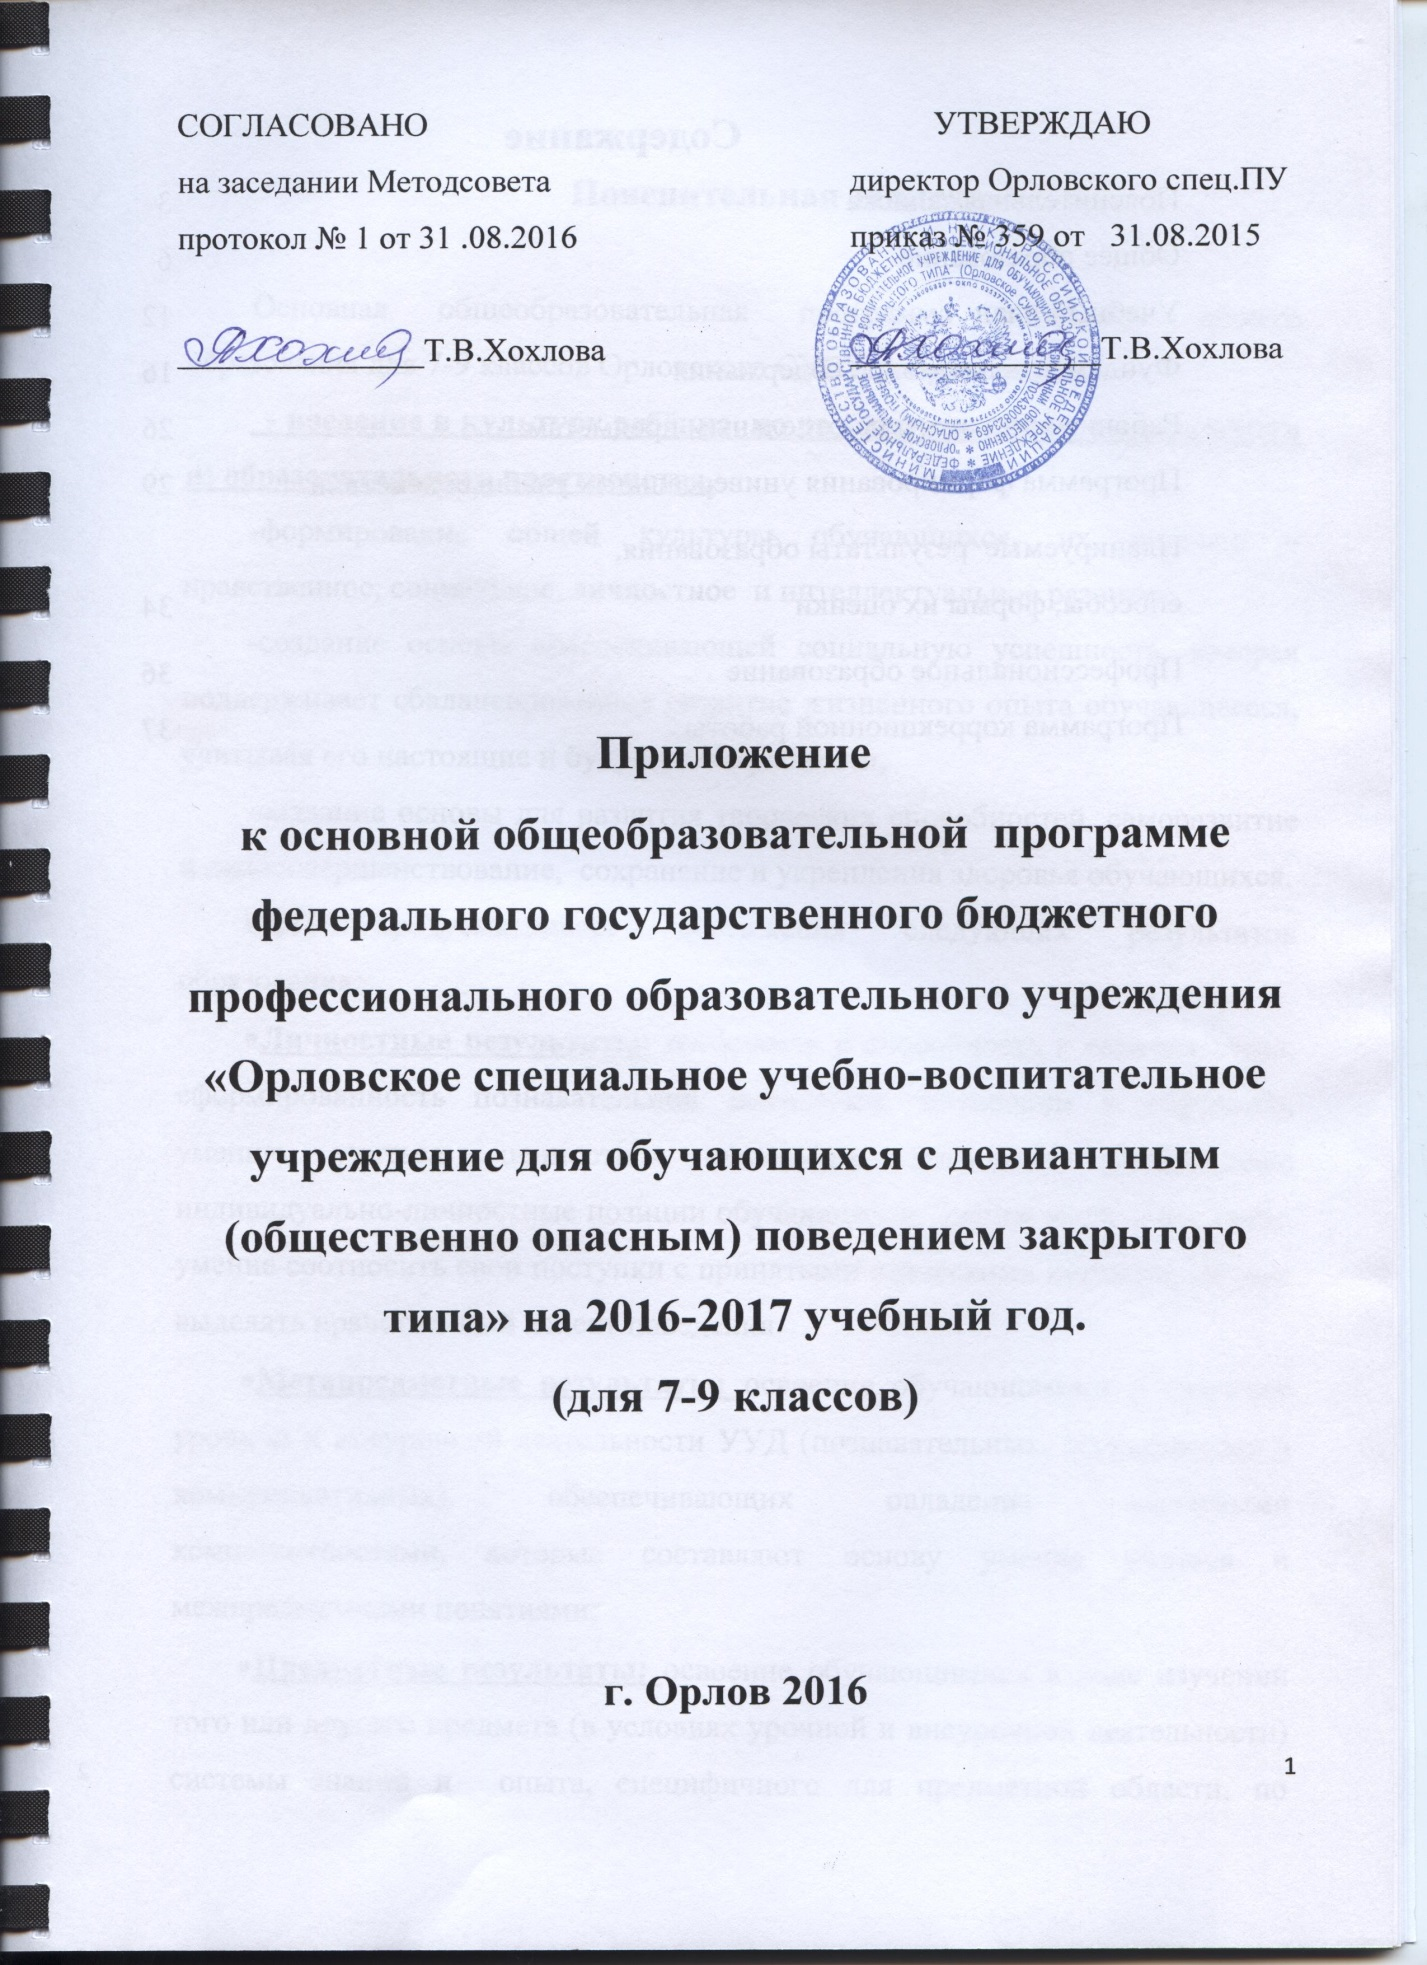 СОГЛАСОВАНО
на заседании Методсовета
протокол № 1 от 31 .08.2016
Т.В.Хохлова
УТВЕРЖДАЮ
директор Орловского спец.ПУ
приказ № 359 от 31.08.2015
Т.В.Хохлова
Приложение
к основной общеобразовательной программе
федерального государственного бюджетного
профессионального образовательного учреждения
«Орловское специальное учебно-воспитательное
учреждение для обучающихся с девиантным
(общественно опасным) поведением закрытого
типа» на 2016-2017 учебный год.
(для 7-9 классов)
г. Орлов 2016
1